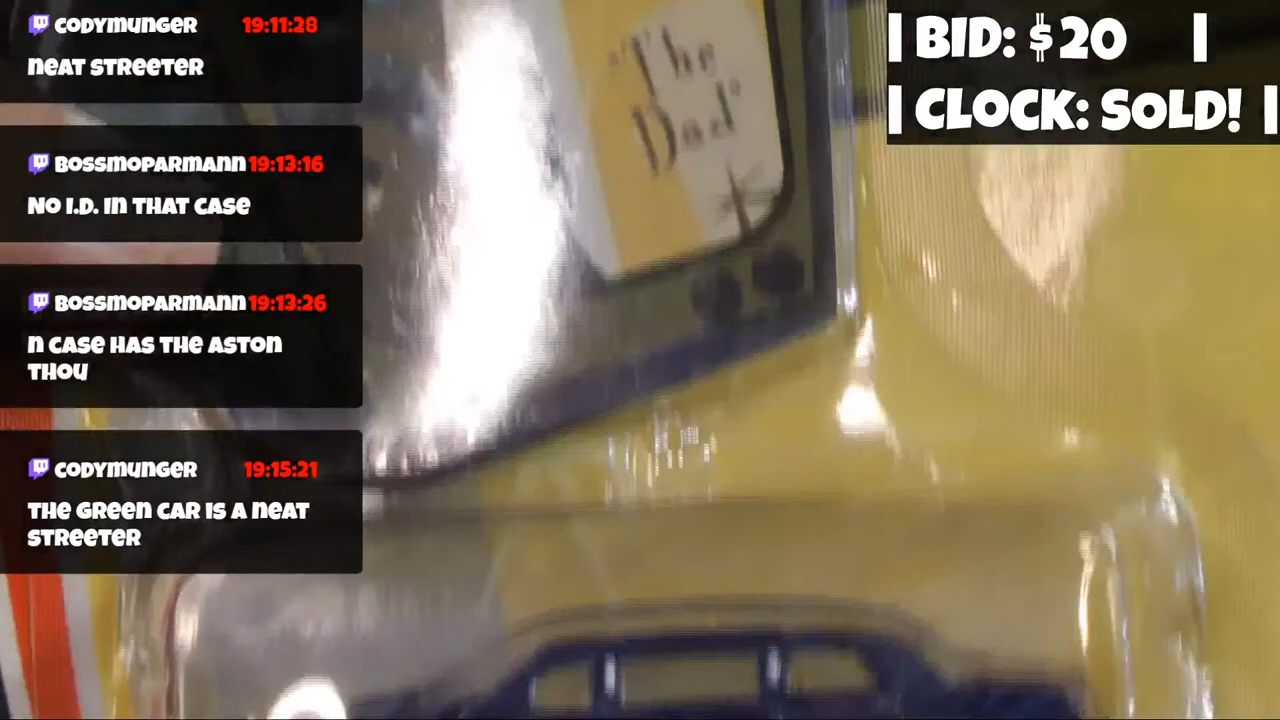 codymunger 19:11:28
neat streeter
Bossmoparmann 19:13:16
No I.D. in that case
Bossmoparmann 19:13:26
N case has the Aston
Thou
codymunger 19:15:21
The green car is a neat
streeter
"The
Dad"
| BID: $20 |
| CLOCK: SOLD! |